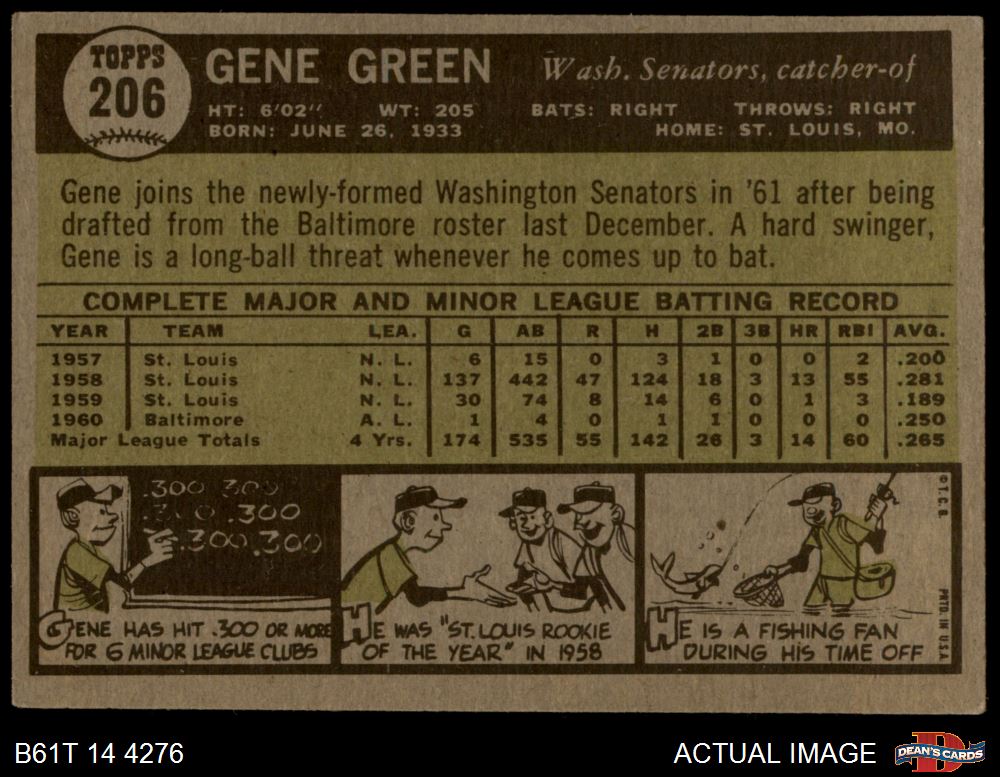 TOPPS
206
GENE GREEN
Wash. Senators, catcher-of
HT: 6'02" WT: 205 BATS: RIGHT THROWS: RIGHT
BORN: JUNE 26, 1933 HOME: ST. LOUIS, MO.
Gene joins the newly-formed Washington Senators in '61 after being
drafted from the Baltimore roster last December. A hard swinger,
Gene is a long-ball threat whenever he comes up to bat.
COMPLETE MAJOR AND MINOR LEAGUE BATTING RECORD
YEAR TEAM LEA. G AB R H 2B 3B HR RBI AVG.
1957 St. Louis N. L. 6 15 0 3 1 0 0 2 .200
1958 St. Louis N. L. 137 442 47 124 18 3 13 55 .281
1959 St. Louis N. L. 30 74 8 14 6 0 1 3 .189
1960 Baltimore A. L. 1 4 0 1 1 0 0 0 .250
Major League Totals 4 Yrs. 174 535 55 142 26 3 14 60 .265
.300 .300
.300 .300
.300 .300
GENE HAS HIT .300 OR MORE
FOR 6 MINOR LEAGUE CLUBS
HE WAS "ST. LOUIS ROOKIE
OF THE YEAR" IN 1958
HE IS A FISHING FAN
DURING HIS TIME OFF
© T. C. G.
PRTD. IN U.S.A.
B61T 14 4276
ACTUAL IMAGE
DEAN'S CARDS